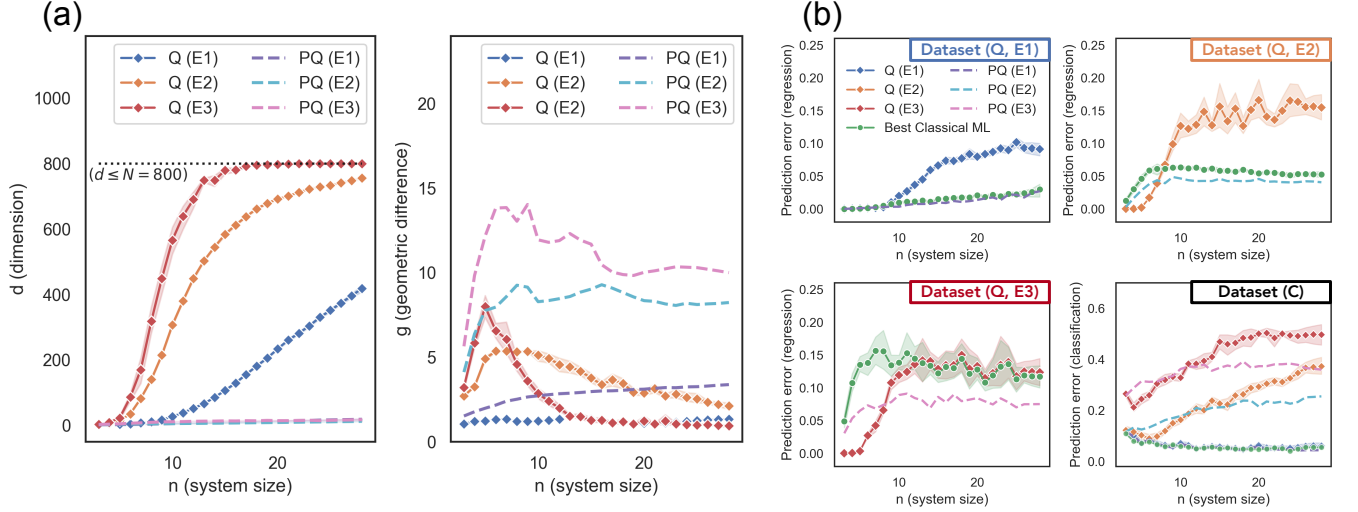 (a)
Q (E1)
Q (E2)
Q (E3)
PQ (E1)
PQ (E2)
PQ (E3)
(d ≤ N = 800)
1000
800
600
400
200
0
d (dimension)
10
20
n (system size)
Q (E1)
Q (E2)
Q (E2)
PQ (E1)
PQ (E2)
PQ (E3)
20
15
10
5
0
g (geometric difference)
10
20
n (system size)
(b)
Dataset (Q, E1)
Q (E1)
Q (E2)
Q (E3)
PQ (E1)
PQ (E2)
PQ (E3)
Best Classical ML
0.25
0.20
0.15
0.10
0.05
0.00
Prediction error (regression)
10
20
n (system size)
Dataset (Q, E2)
0.25
0.20
0.15
0.10
0.05
0.00
Prediction error (regression)
10
20
n (system size)
Dataset (Q, E3)
0.25
0.20
0.15
0.10
0.05
0.00
Prediction error (regression)
10
20
n (system size)
Dataset (C)
0.6
0.4
0.2
0.0
Prediction error (classification)
10
20
n (system size)